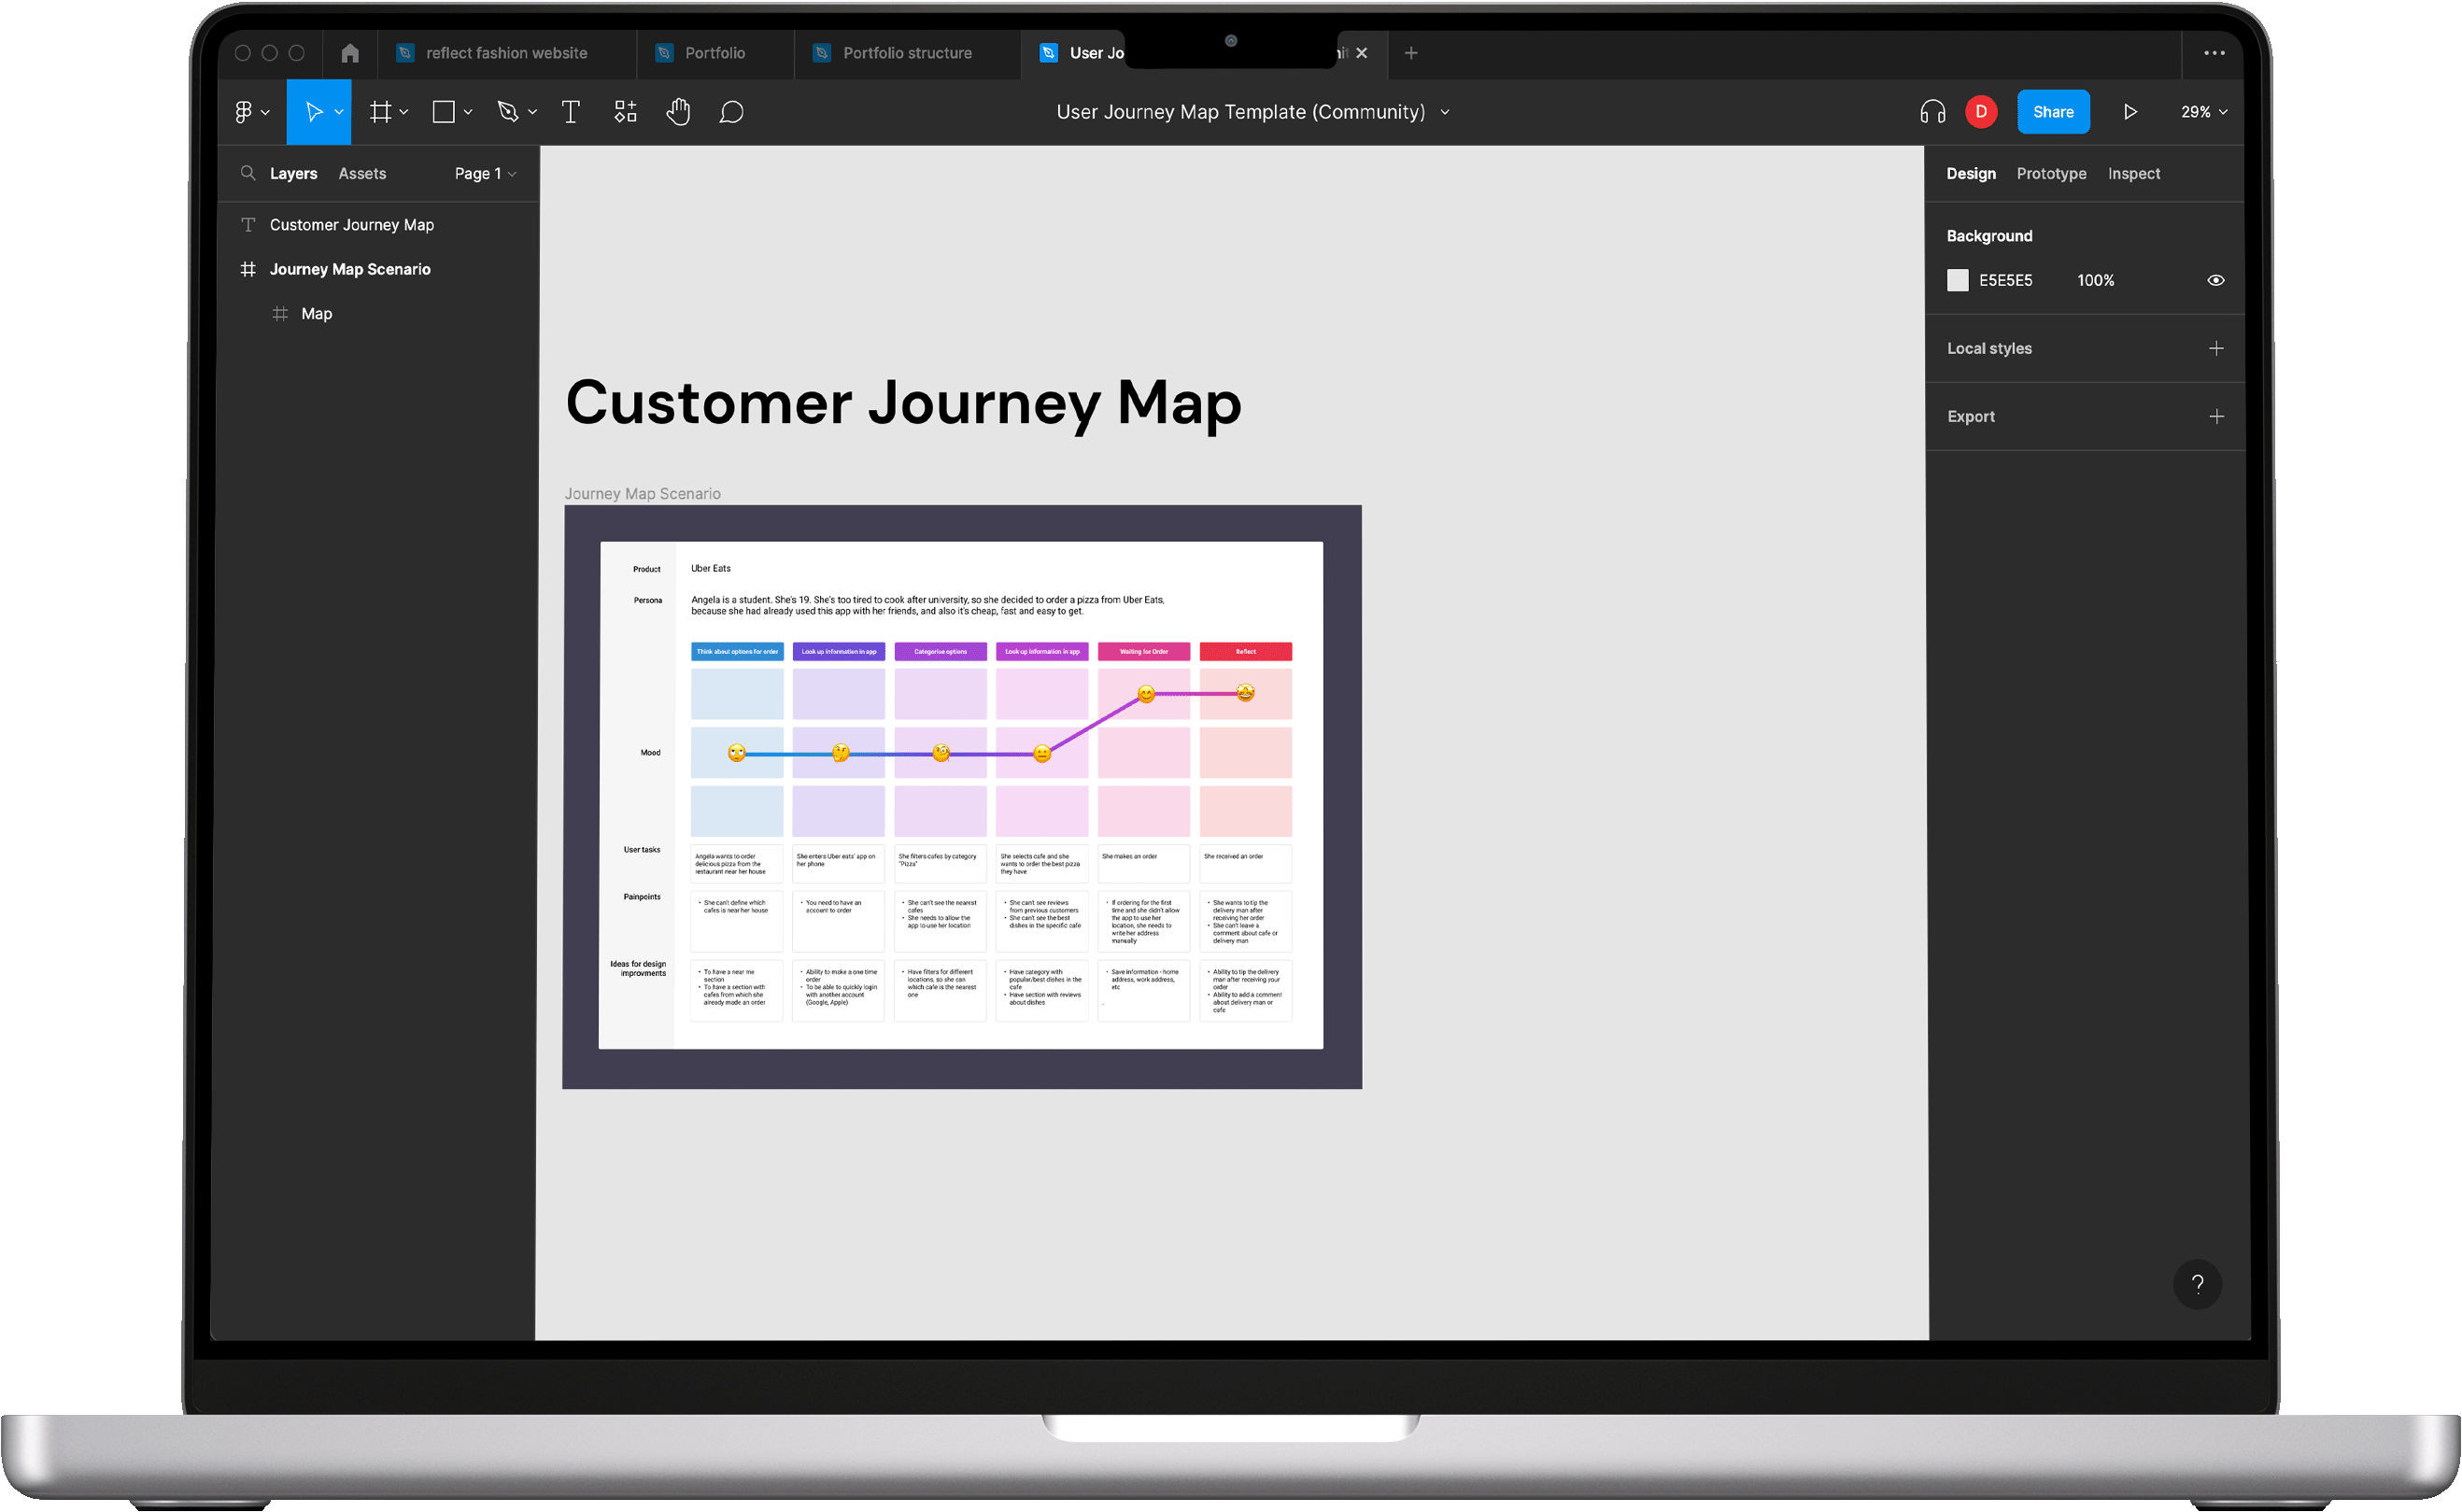 reflect fashion website
Portfolio
Portfolio structure
User Jo
User Journey Map Template (Community)
D
Share
29%
Layers
Assets
Page 1
Customer Journey Map
Journey Map Scenario
Map
Design
Prototype
Inspect
Background
E5E5E5
100%
Local styles
Export
Customer Journey Map
Journey Map Scenario
Product
Uber Eats
Persona
Angela is a student. She's 19. She's too tired to cook after university, so she decided to order a pizza from Uber Eats,
because she had already used this app with her friends, and also it's cheap, fast and easy to get.
Think about options for order
Look up information in app
Categorise options
Look up information in app
Waiting for Order
Reflect
Mood
User tasks
Angela wants to order
delicious pizza from the
restaurant near her house
She enters Uber eats' app on
her phone
She filters cafes by category
"Pizza"
She selects cafe and she
wants to order the best pizza
they have
She makes an order
She received an order
Painpoints
• She can't define which
cafes is near her house
• You need to have an
account to order
• She can't see the nearest
cafes
• She needs to allow the
app to use her location
• She can't see reviews
from previous customers
• She can't see the best
dishes in the specific cafe
• If ordering for the first
time and she didn't allow
the app to use her
location, she needs to
write her address
manually
• She wants to tip the
delivery man after
receiving her order
• She can't leave a
comment about cafe or
delivery man
Ideas for design
improvments
• To have a near me
section
• To have a section with
cafes from which she
already made an order
• Ability to make a one time
order
• To be able to quickly login
with another account
(Google, Apple)
• Have filters for different
locations, so she can
which cafe is the nearest
one
• Have category with
popular/best dishes in the
cafe
• Have section with reviews
about dishes
• Save information - home
address, work address,
etc
• Ability to tip the delivery
man after receiving your
order
• Ability to add a comment
about delivery man or
cafe
?